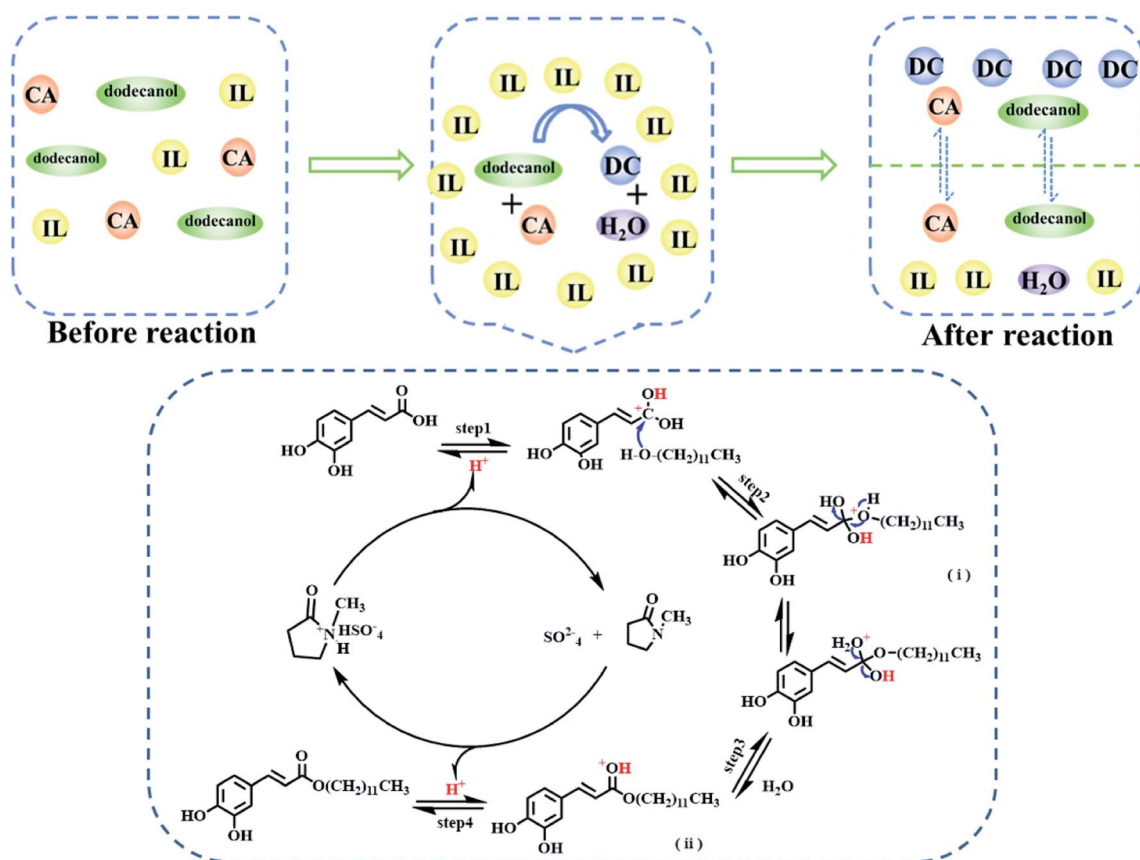 CA dodecanol IL
dodecanol IL CA
IL CA dodecanol
Before reaction
IL IL IL IL IL
IL IL
IL dodecanol DC IL
+ +
CA H₂O
IL IL
IL IL IL IL
DC DC DC DC
CA dodecanol
CA dodecanol
IL IL H₂O IL
After reaction
O
OH
HO
OH
step1
H⁺
OH
+
C
OH
HO
OH
H-O-(CH₂)₁₁CH₃
step2
HO H
+
O-(CH₂)₁₁CH₃
OH
HO
OH
( i )
O
CH₃
+
N HSO⁻₄
H
SO²⁻₄ +
O
CH₃
N
H₂O⁺
O-(CH₂)₁₁CH₃
OH
HO
OH
step3
H₂O
⁺OH
O(CH₂)₁₁CH₃
HO
OH
( ii )
H⁺
step4
O
O(CH₂)₁₁CH₃
HO
OH